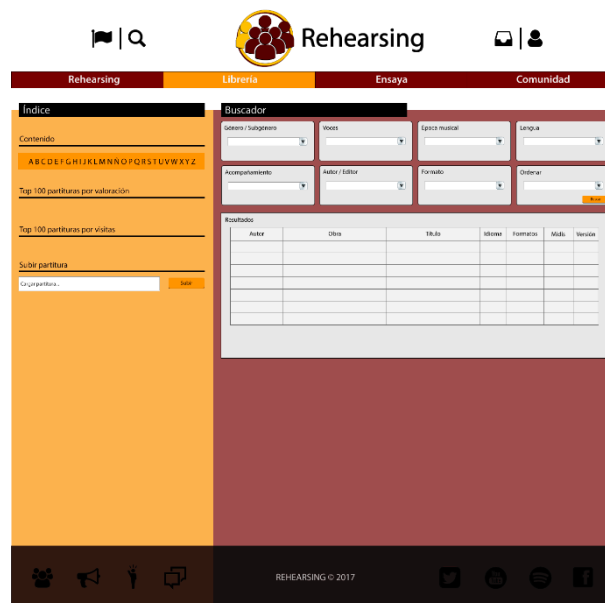 Rehearsing
Rehearsing Librería Ensaya Comunidad
Índice
Contenido
A B C D E F G H I J K L M N Ñ O P Q R S T U V W X Y Z
Top 100 partituras por valoración
Top 100 partituras por visitas
Subir partitura
Cargar partitura... Subir
Buscador
Género / Subgénero Voces Época musical Lengua
Acompañamiento Autor / Editor Formato Ordenar
Resultados
Autor Obra Título Idioma Formatos Midis Versión
REHEARSING © 2017